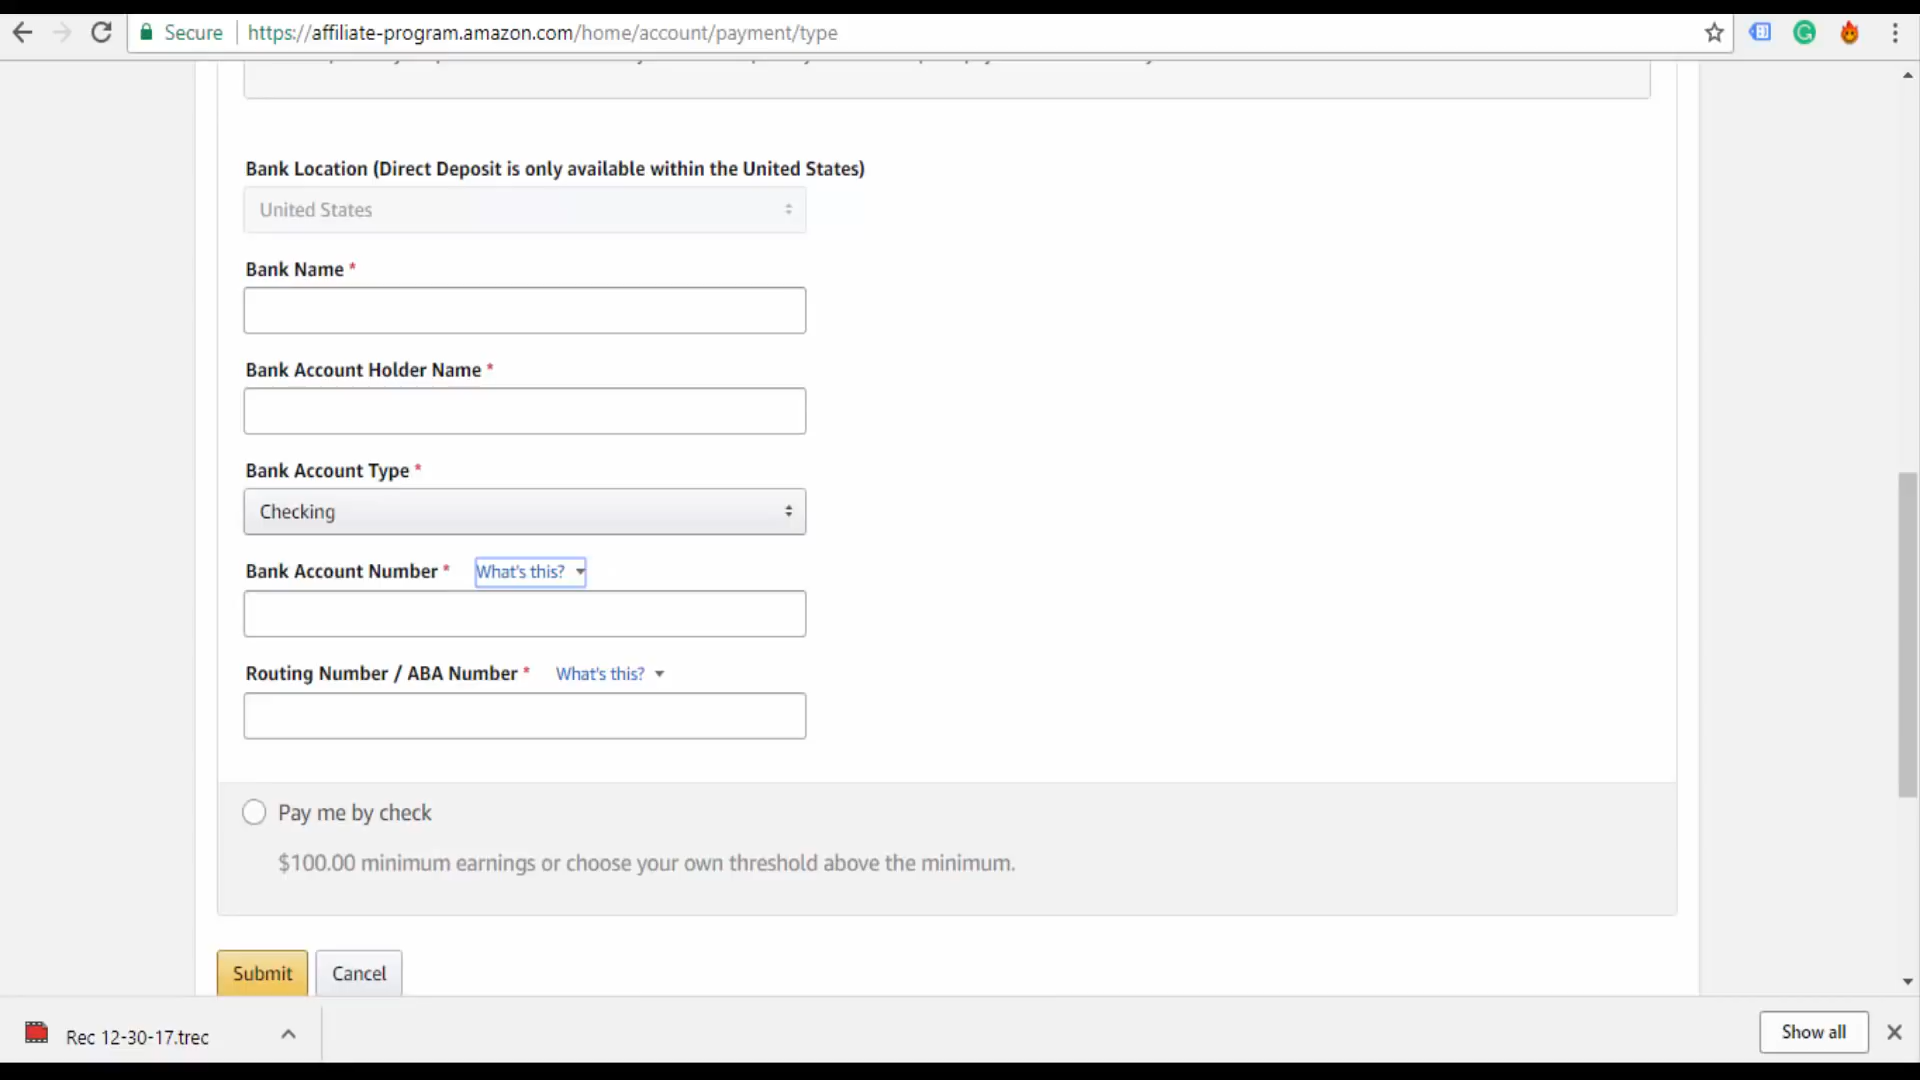 Secure
https://affiliate-program.amazon.com/home/account/payment/type
Bank Location (Direct Deposit is only available within the United States)
United States
Bank Name *
Bank Account Holder Name *
Bank Account Type *
Checking
Bank Account Number * What's this?
Routing Number / ABA Number * What's this?
Pay me by check
$100.00 minimum earnings or choose your own threshold above the minimum.
Submit Cancel
Rec 12-30-17.trec
Show all